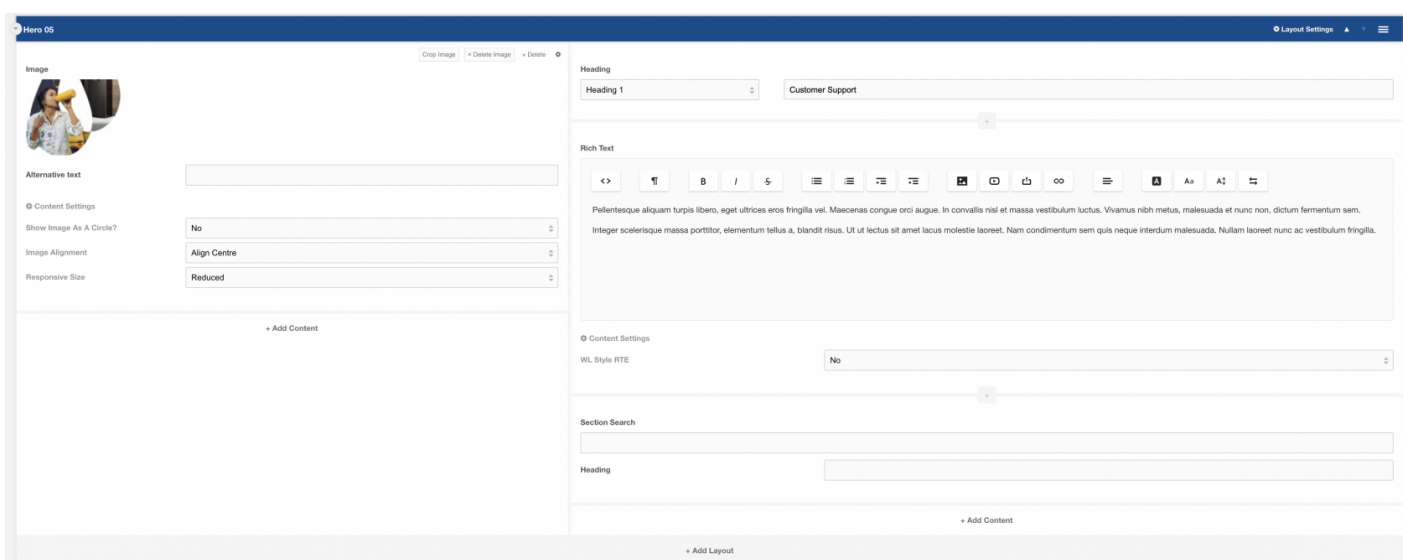 Hero 05
Layout Settings
Crop Image × Delete Image × Delete
Image
Alternative text
Content Settings
Show Image As A Circle? No
Image Alignment Align Centre
Responsive Size Reduced
+ Add Content
Heading
Heading 1 Customer Support
+
Rich Text
<> ¶ B I S A Aa A↕
Pellentesque aliquam turpis libero, eget ultrices eros fringilla vel. Maecenas congue orci augue. In convallis nisl et massa vestibulum luctus. Vivamus nibh metus, malesuada et nunc non, dictum fermentum sem.
Integer scelerisque massa porttitor, elementum tellus a, blandit risus. Ut ut lectus sit amet lacus molestie laoreet. Nam condimentum sem quis neque interdum malesuada. Nullam laoreet nunc ac vestibulum fringilla.
Content Settings
WL Style RTE No
+
Section Search
Heading
+ Add Content
+ Add Layout